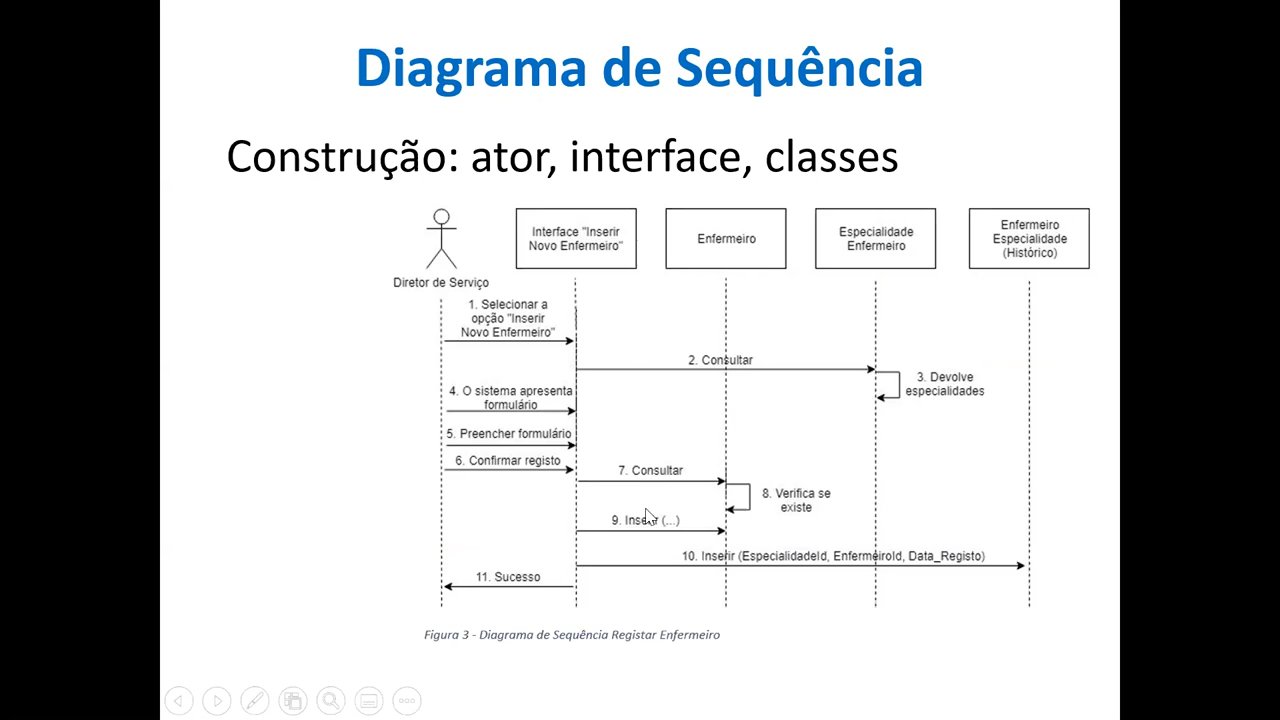 Diagrama de Sequência
Construção: ator, interface, classes
Diretor de Serviço
Interface "Inserir
Novo Enfermeiro"
Enfermeiro
Especialidade
Enfermeiro
Enfermeiro
Especialidade
(Histórico)
1. Selecionar a
opção "Inserir
Novo Enfermeiro"
2. Consultar
3. Devolve
especialidades
4. O sistema apresenta
formulário
5. Preencher formulário
6. Confirmar registo
7. Consultar
8. Verifica se
existe
9. Inserir (...)
10. Inserir (EspecialidadeId, EnfermeiroId, Data_Registo)
11. Sucesso
Figura 3 - Diagrama de Sequência Registar Enfermeiro